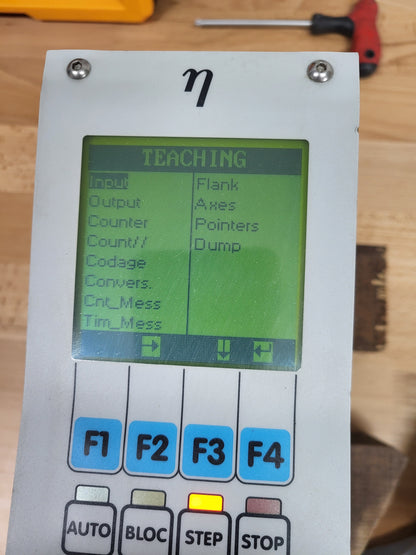 η
TEACHING
Input
Output
Counter
Count//
Codage
Convers.
Cnt_Mess
Tim_Mess
Flank
Axes
Pointers
Dump
F1 F2 F3 F4
AUTO BLOC STEP STOP